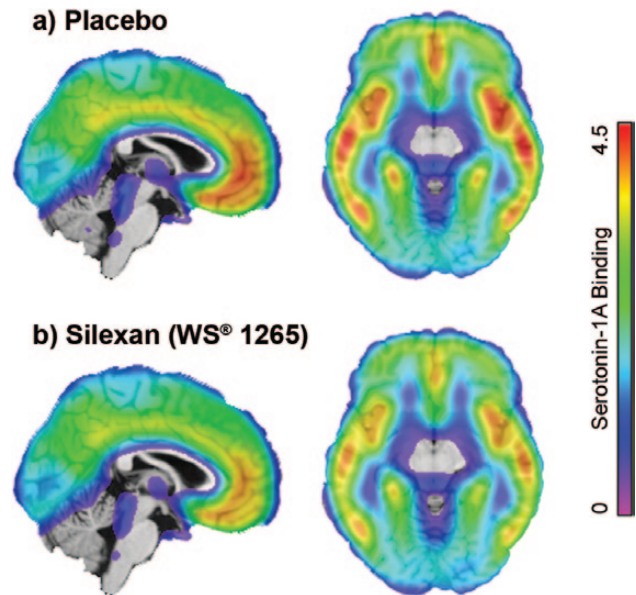 a) Placebo
b) Silexan (WS® 1265)
4.5
Serotonin-1A Binding
0